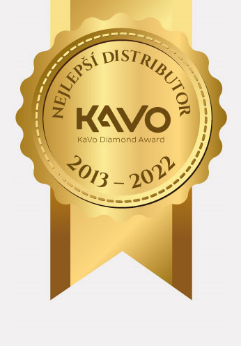 NEJLEPŠÍ DISTRIBUTOR
KAVO
KaVo Diamond Award
2013 – 2022